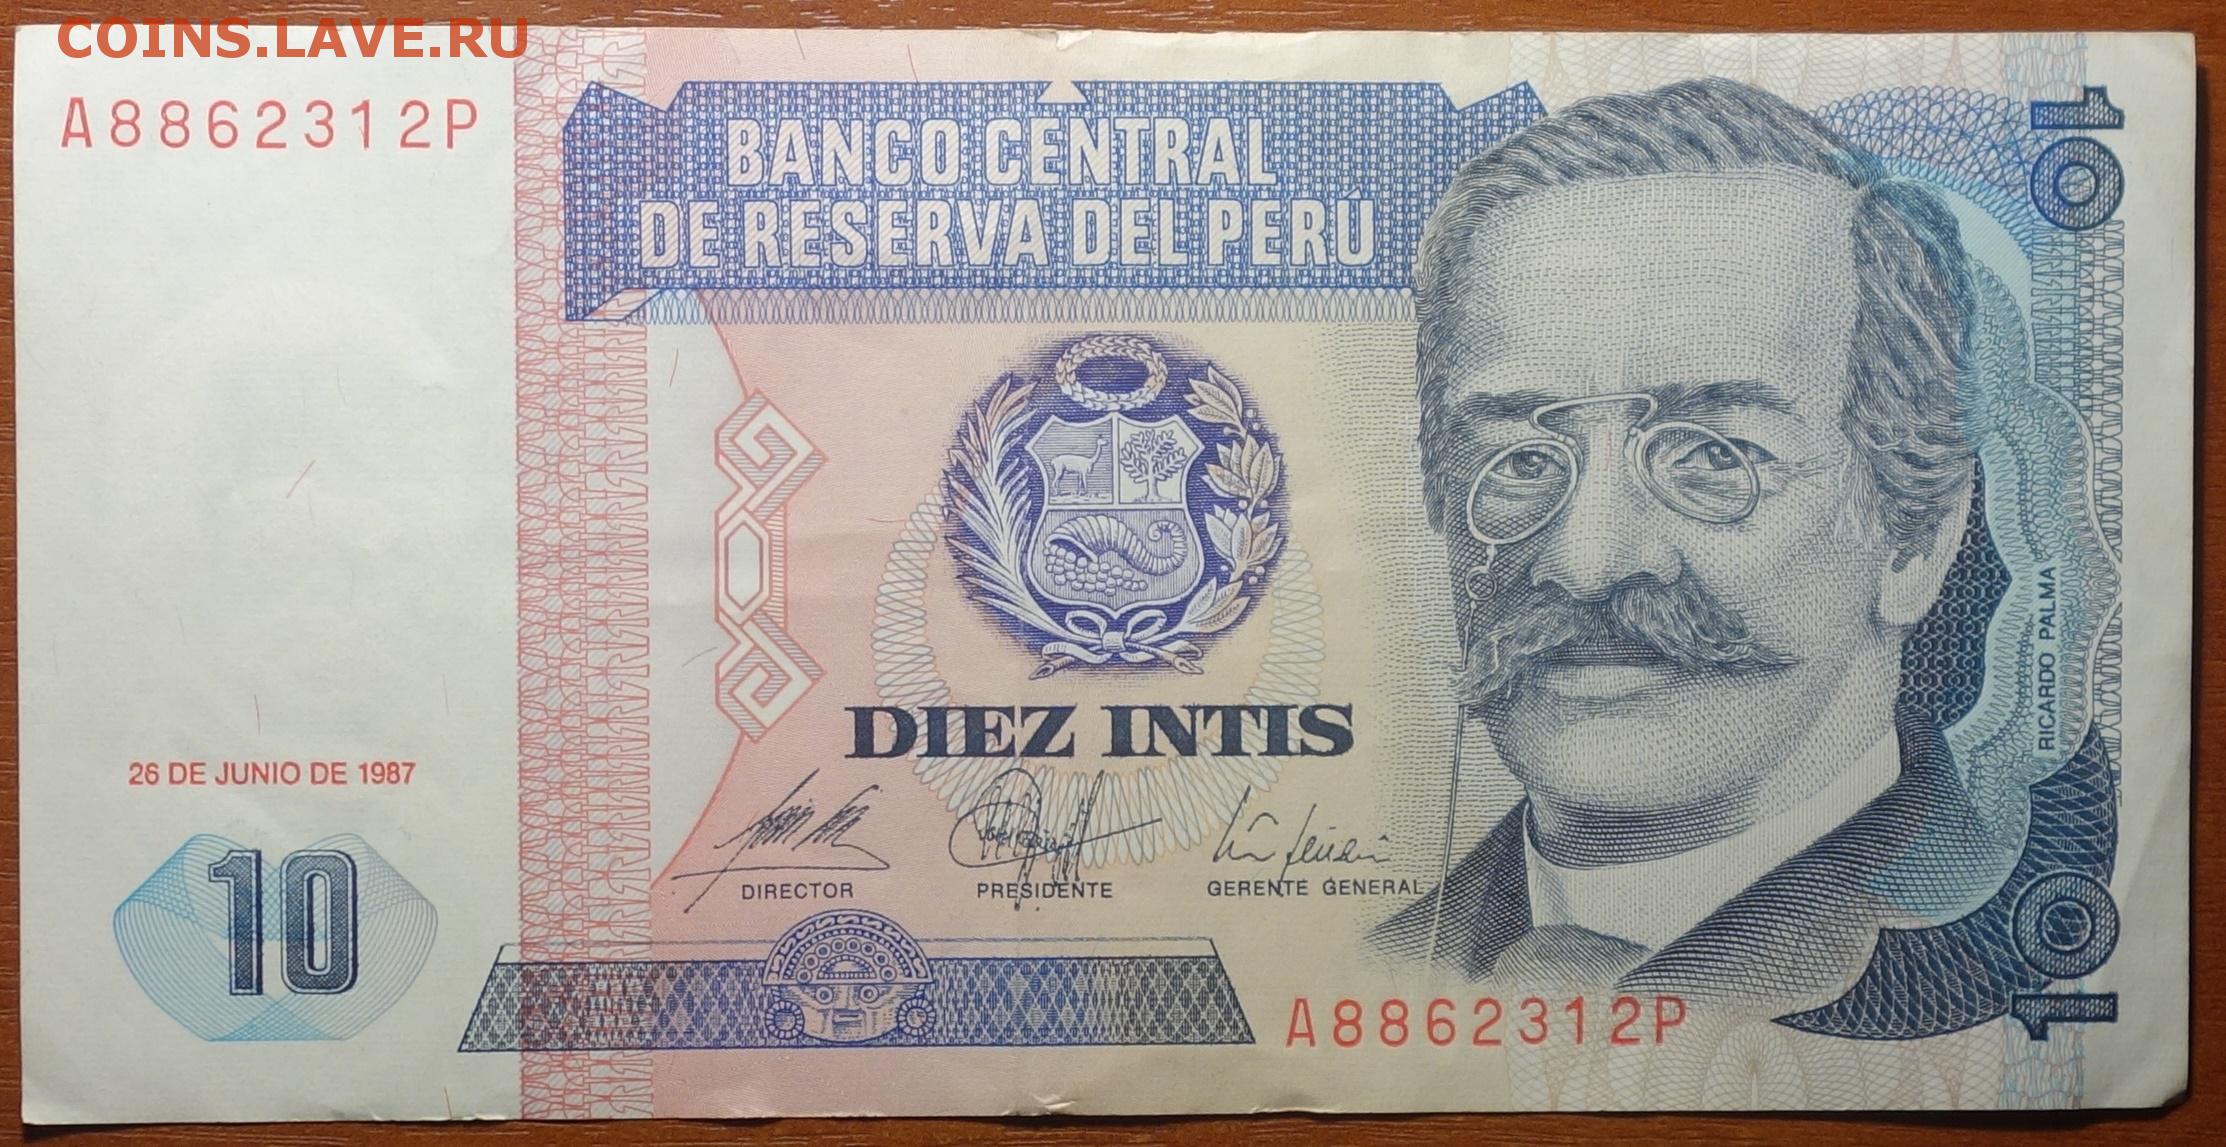 COINS.LAVE.RU
A8862312P
BANCO CENTRAL
DE RESERVA DEL PERÚ
10
RICARDO PALMA
DIEZ INTIS
26 DE JUNIO DE 1987
DIRECTOR
PRESIDENTE
GERENTE GENERAL
10
A8862312P
10